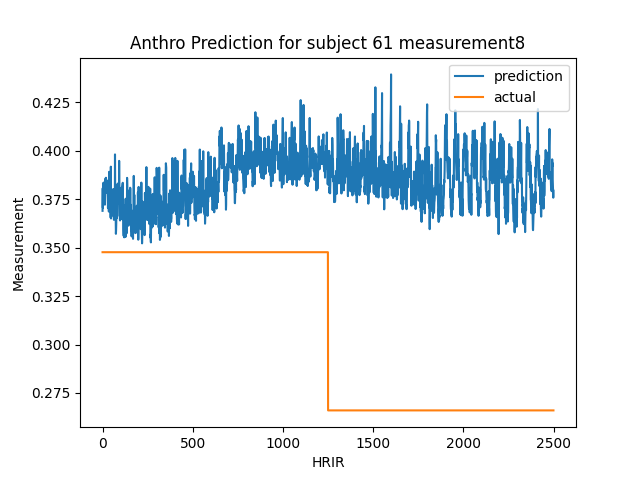 Anthro Prediction for subject 61 measurement8
prediction
actual
0.425
0.400
0.375
0.350
0.325
0.300
0.275
Measurement
0
500
1000
1500
2000
2500
HRIR